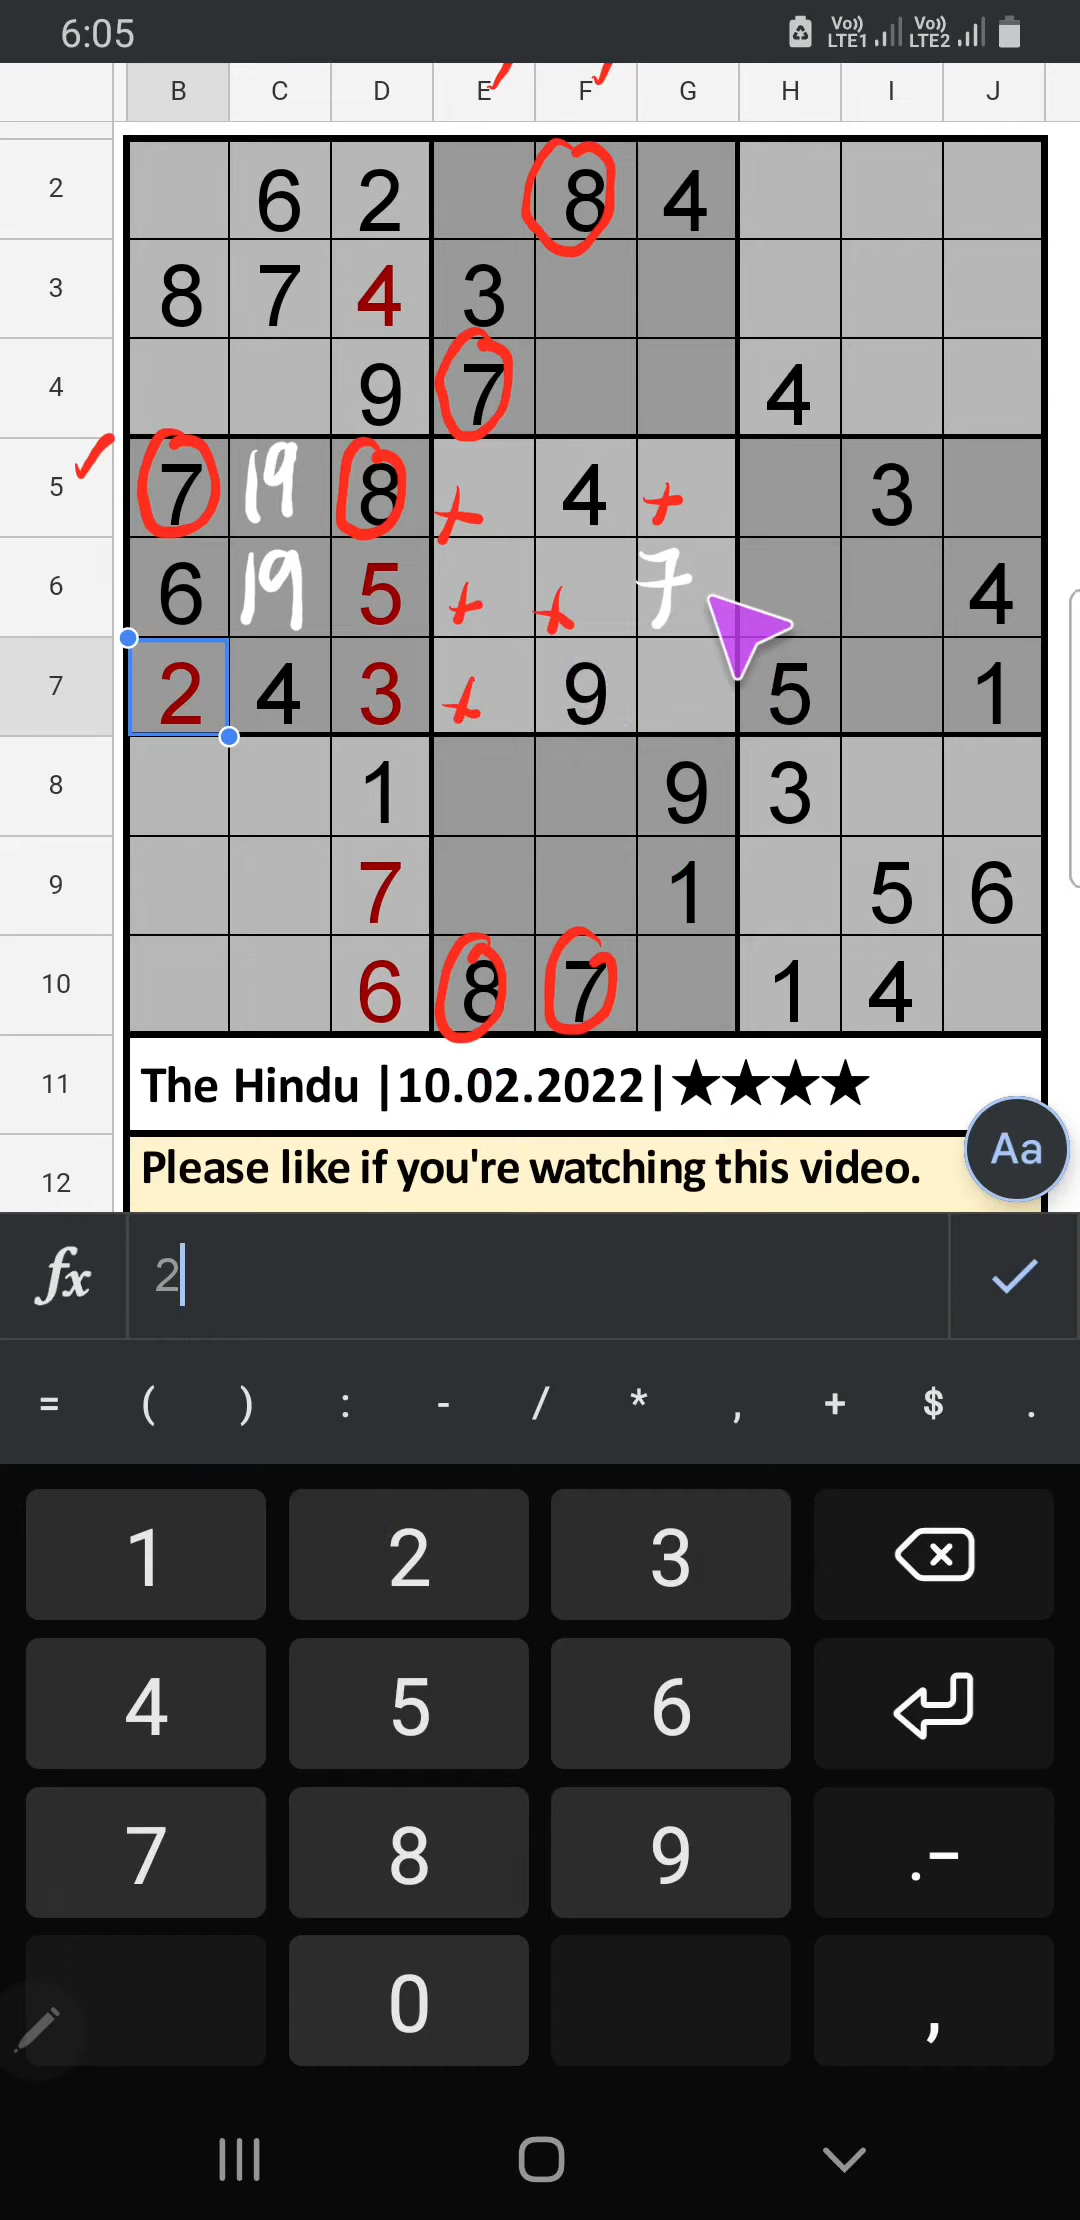 6:05
Vo)) LTE1 Vo)) LTE2
B C D E F G H I J
2 6 2 8 4
3 8 7 4 3
4 9 7 4
5 7 19 8 + 4 + 3
6 6 19 5 + + 7 4
7 2 4 3 + 9 5 1
8 1 9 3
9 7 1 5 6
10 6 8 7 1 4
11 The Hindu |10.02.2022|★★★★
Aa
12 Please like if you're watching this video.
fx 2
= ( ) : - / * , + $ .
1 2 3
4 5 6
7 8 9 .-
0 ,